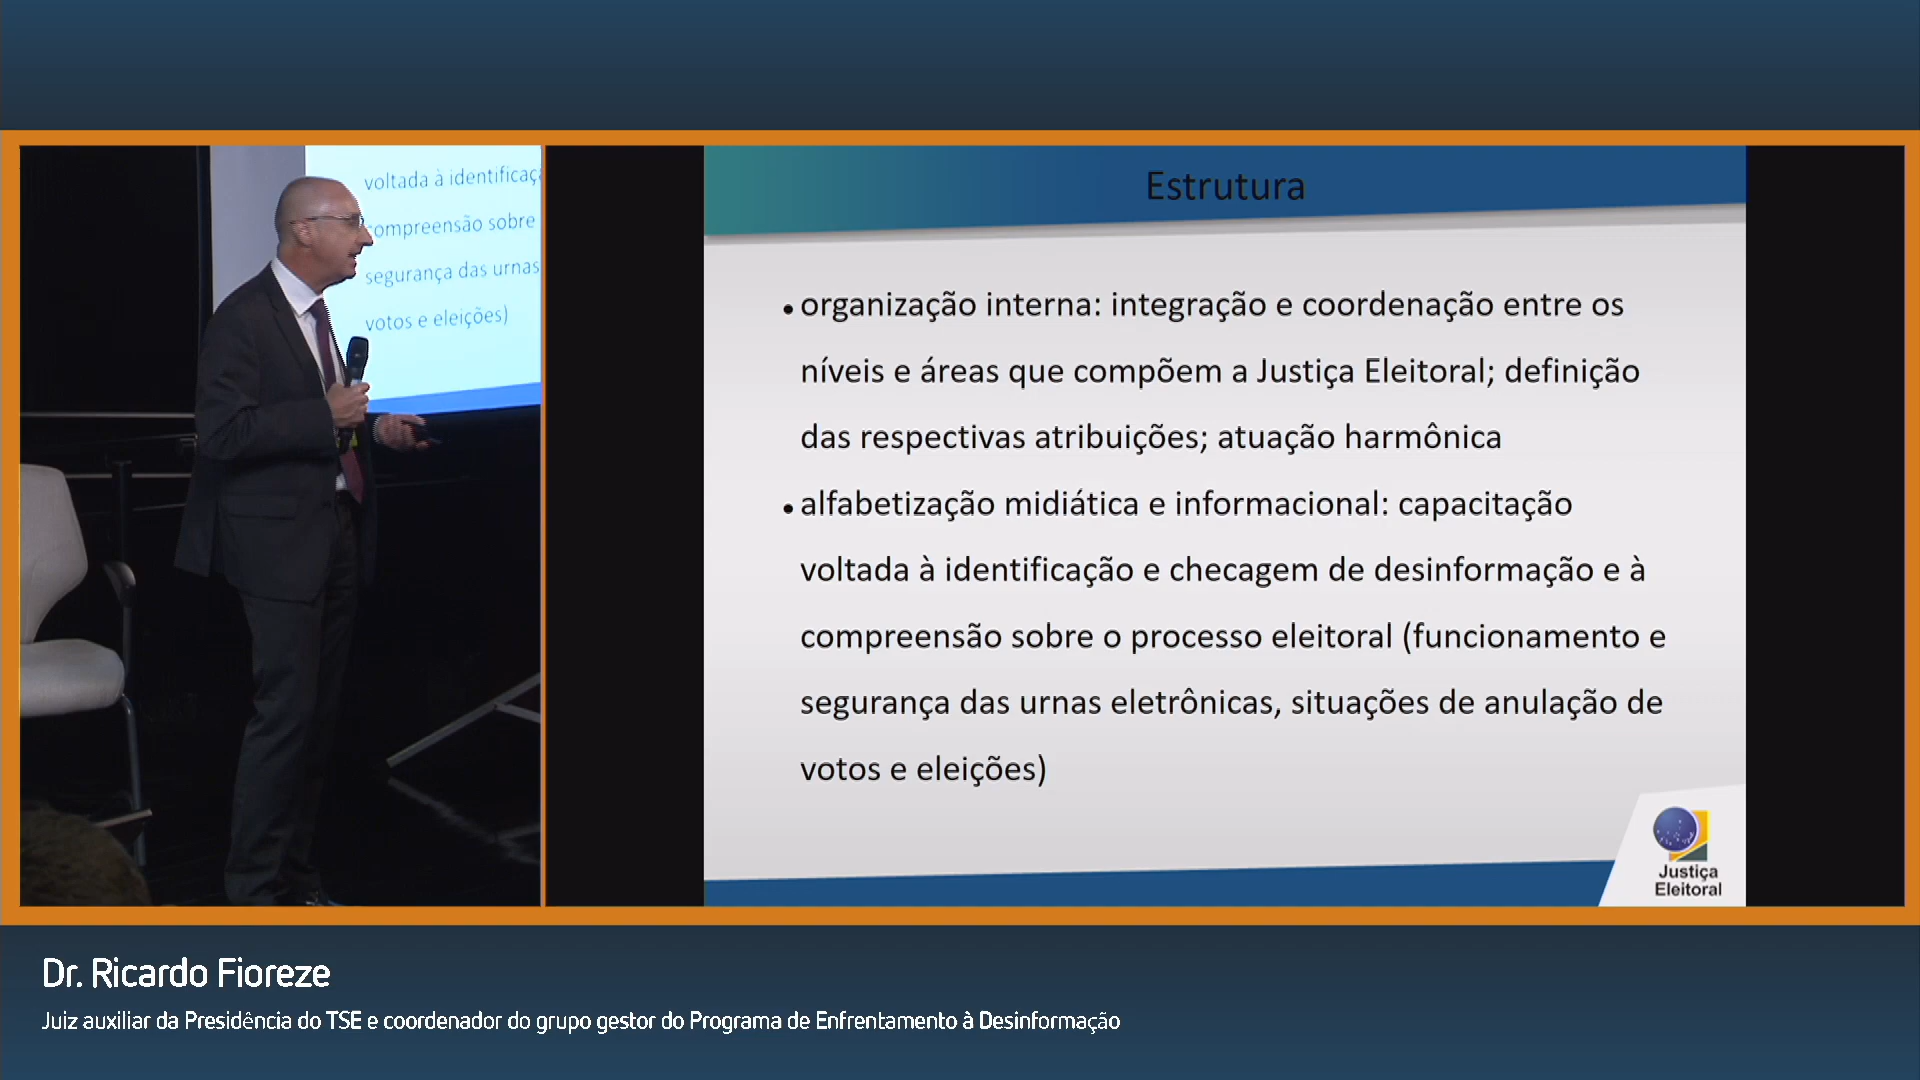 voltada à identificaç
compreensão sobre
segurança das urnas
votos e eleições)
Estrutura
• organização interna: integração e coordenação entre os
níveis e áreas que compõem a Justiça Eleitoral; definição
das respectivas atribuições; atuação harmônica
• alfabetização midiática e informacional: capacitação
voltada à identificação e checagem de desinformação e à
compreensão sobre o processo eleitoral (funcionamento e
segurança das urnas eletrônicas, situações de anulação de
votos e eleições)
Justiça
Eleitoral
Dr. Ricardo Fioreze
Juiz auxiliar da Presidência do TSE e coordenador do grupo gestor do Programa de Enfrentamento à Desinformação